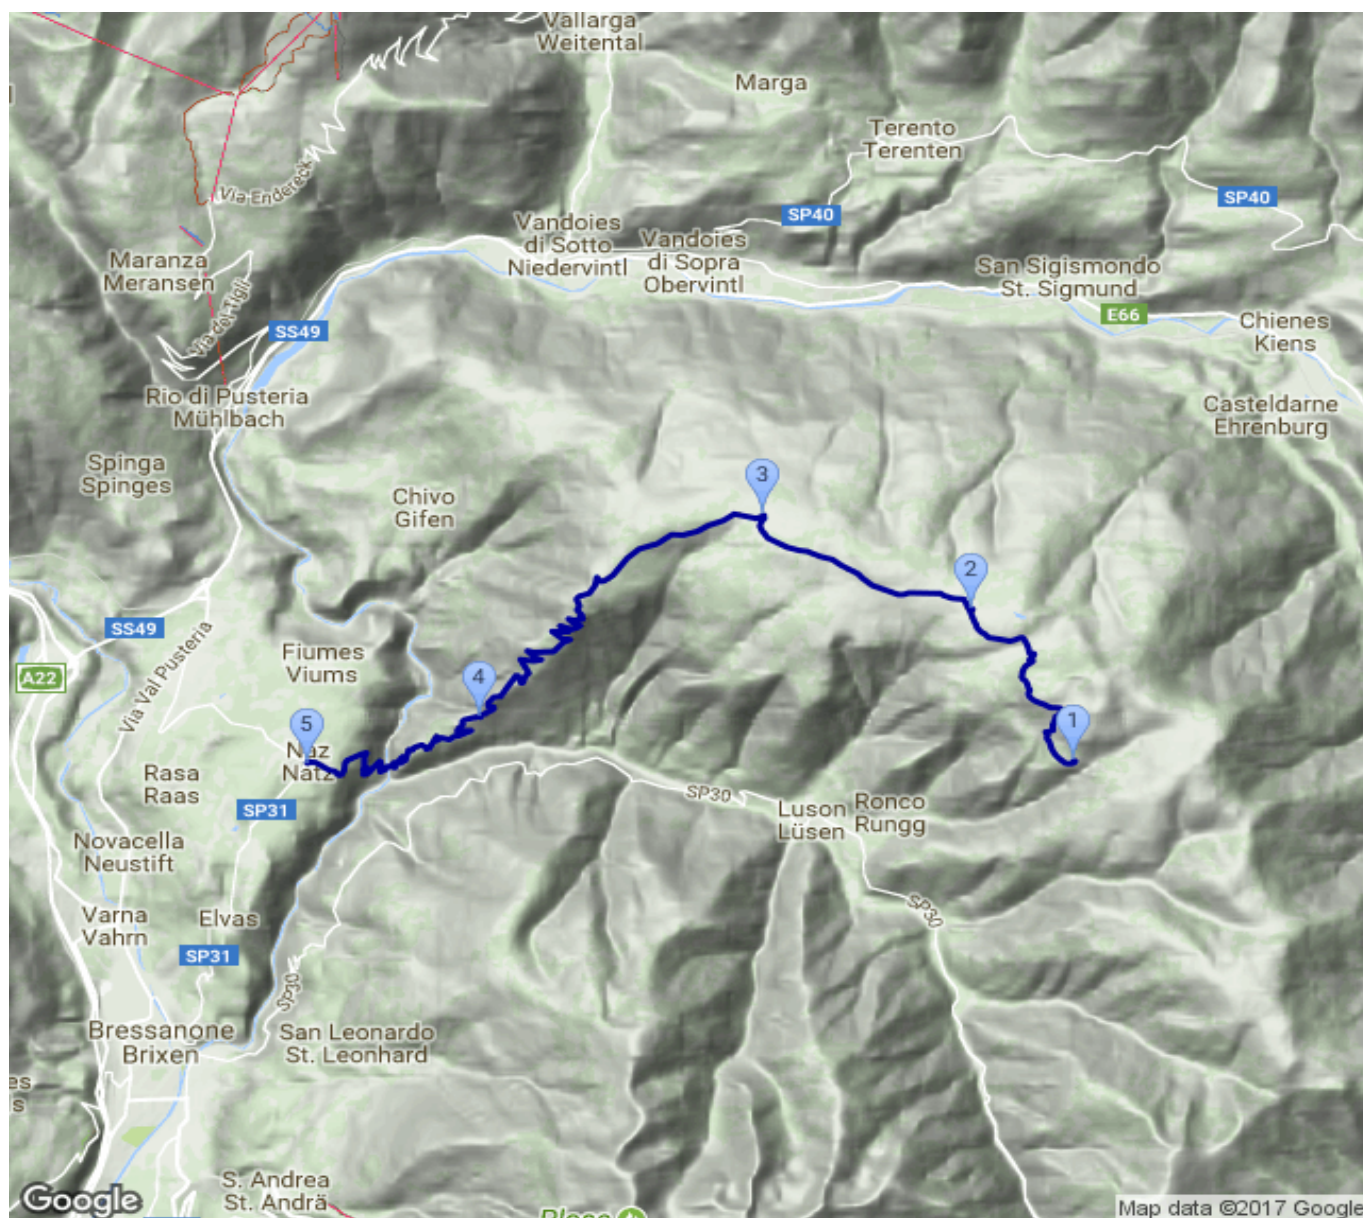 Vallarga
Weitental
Marga
Terento
Terenten
Via Endereck
SP40
SP40
Vandoies
di Sotto
Niedervintl
Vandoies
di Sopra
Obervintl
Maranza
Meransen
San Sigismondo
St. Sigmund
Via dei Tigli
SS49
E66
Chienes
Kiens
Rio di Pusteria
Mühlbach
Casteldarne
Ehrenburg
Spinga
Spinges
3
Chivo
Gifen
2
SS49
Fiumes
Viums
A22
Via Val Pusteria
4
1
5
Naz
Natz
Rasa
Raas
SP31
SP30
Luson
Lüsen
Ronco
Rungg
Novacella
Neustift
Varna
Vahrn
Elvas
SP30
SP31
SP30
Bressanone
Brixen
San Leonardo
St. Leonhard
es
s
S. Andrea
St. Andrä
Plose
Google
Map data ©2017 Google